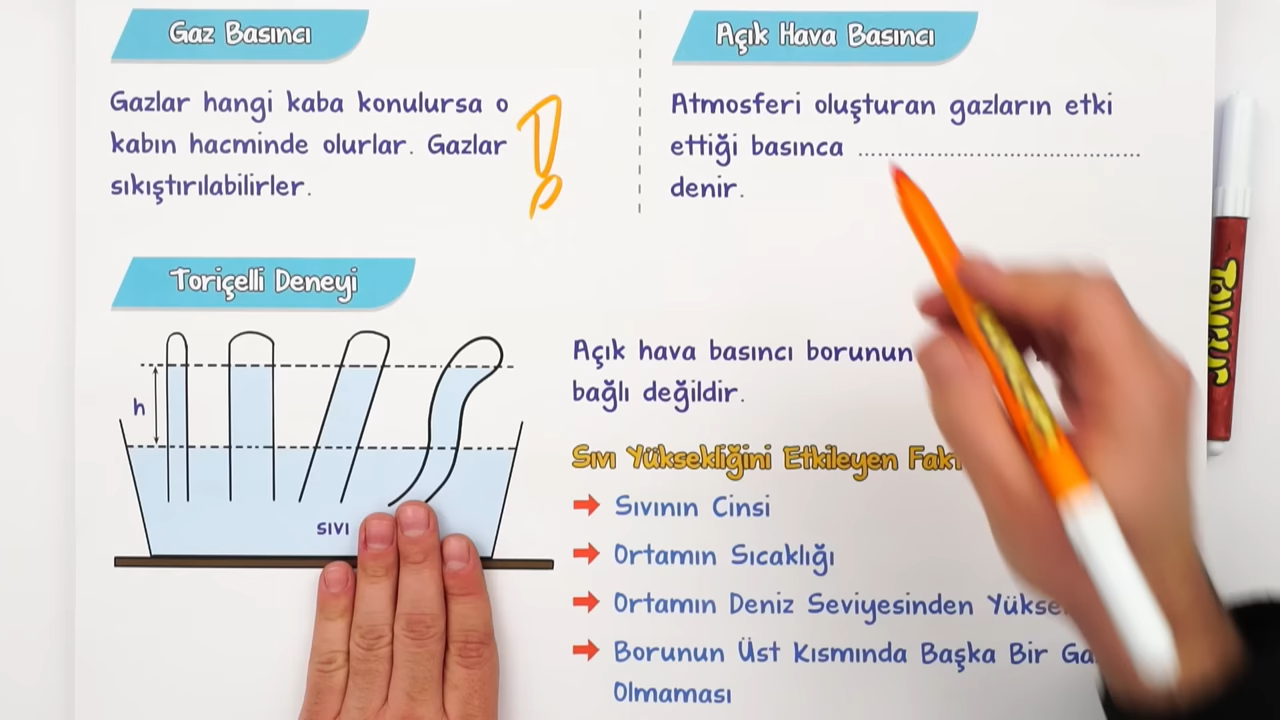 Gaz Basıncı
Gazlar hangi kaba konulursa o
kabın hacminde olurlar. Gazlar
sıkıştırılabilirler.
Açık Hava Basıncı
Atmosferi oluşturan gazların etki
ettiği basınca ........................................
denir.
Toriçelli Deneyi
h
SIVI
Açık hava basıncı borunun
bağlı değildir.
Sıvı Yüksekliğini Etkileyen
Sıvının Cinsi
Ortamın Sıcaklığı
Ortamın Deniz Seviyesinden
Borunun Üst Kısmında Başka Bir
Olmaması